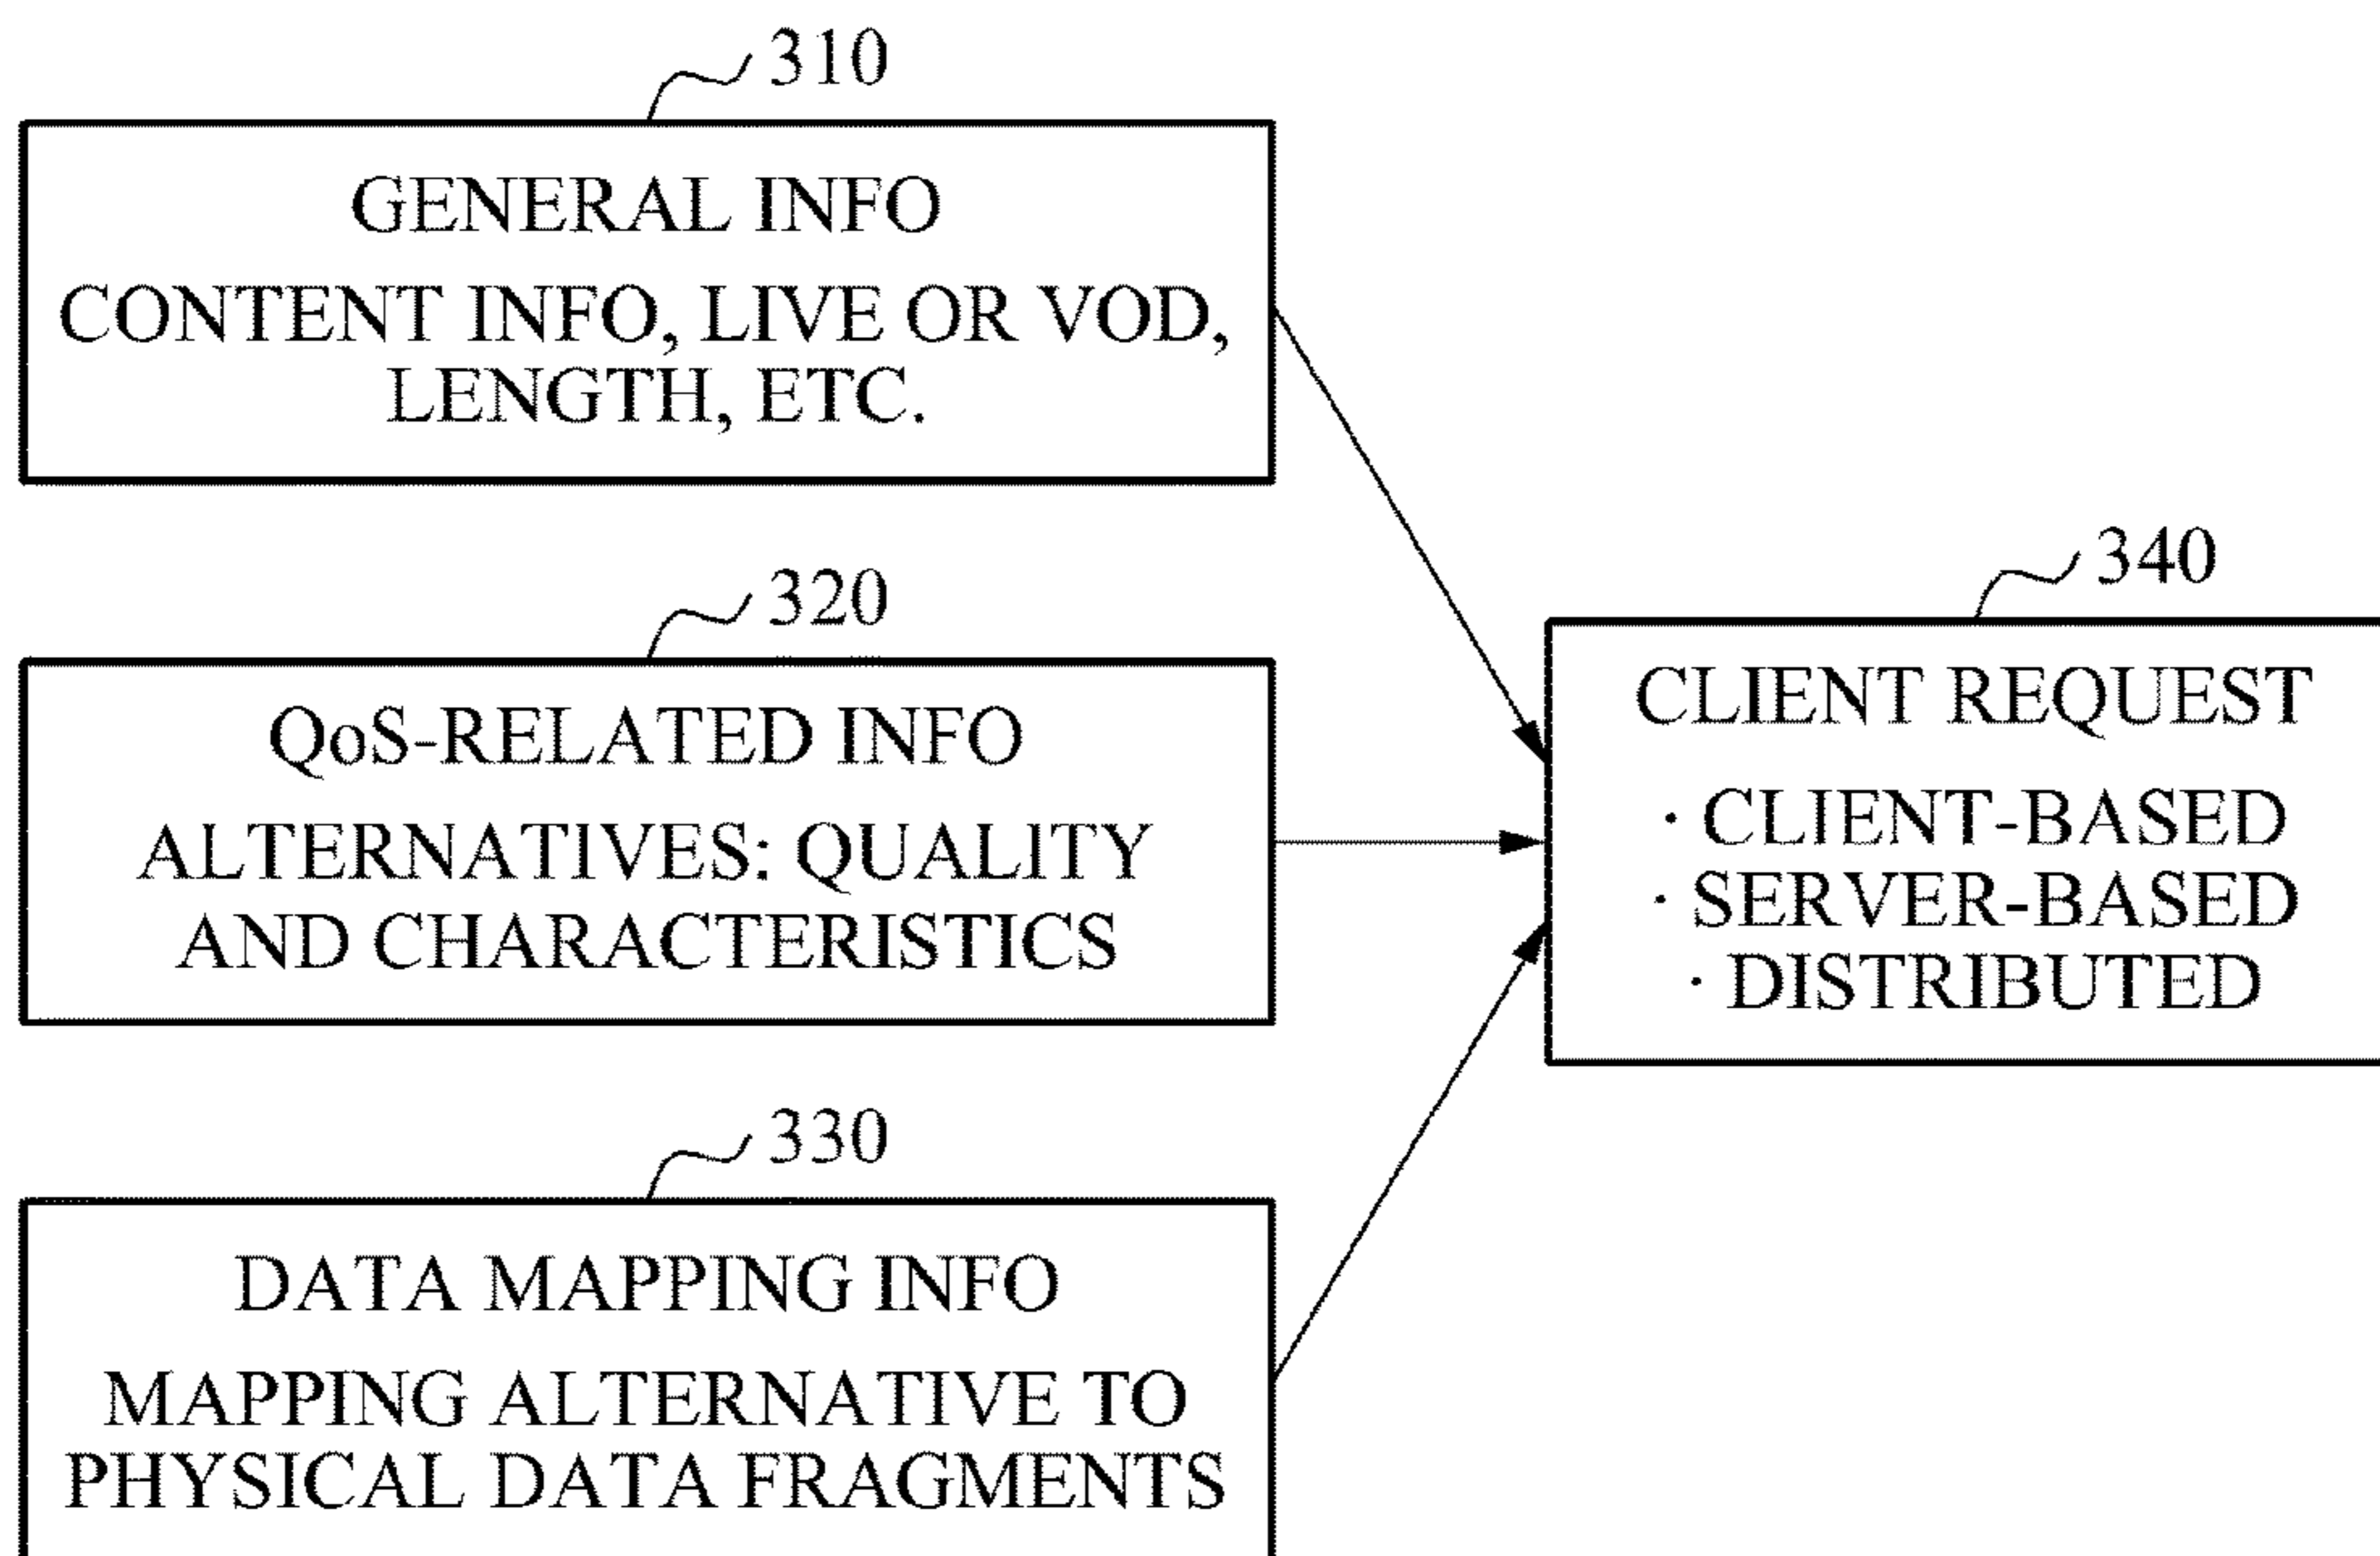 310
GENERAL INFO
CONTENT INFO, LIVE OR VOD,
LENGTH, ETC.
320
QoS-RELATED INFO
ALTERNATIVES: QUALITY
AND CHARACTERISTICS
330
DATA MAPPING INFO
MAPPING ALTERNATIVE TO
PHYSICAL DATA FRAGMENTS
340
CLIENT REQUEST
· CLIENT-BASED
· SERVER-BASED
· DISTRIBUTED